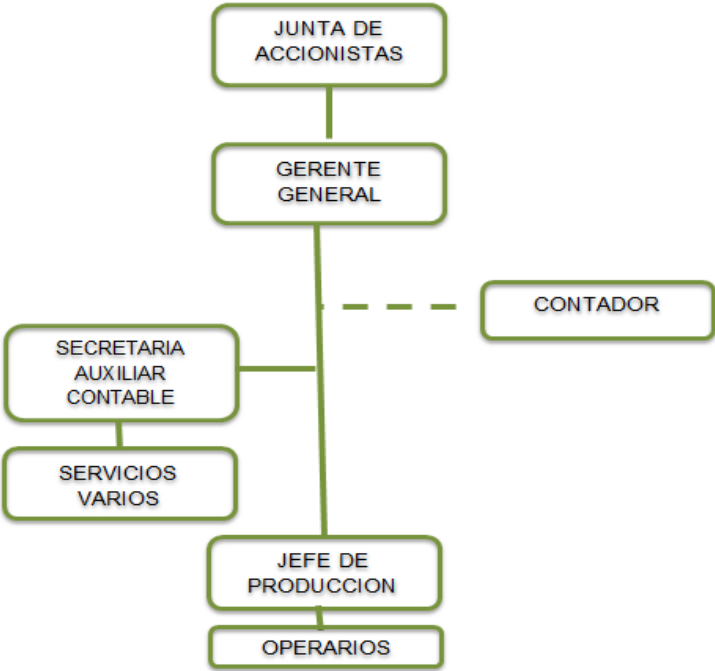 JUNTA DE
ACCIONISTAS
GERENTE
GENERAL
CONTADOR
SECRETARIA
AUXILIAR
CONTABLE
SERVICIOS
VARIOS
JEFE DE
PRODUCCION
OPERARIOS